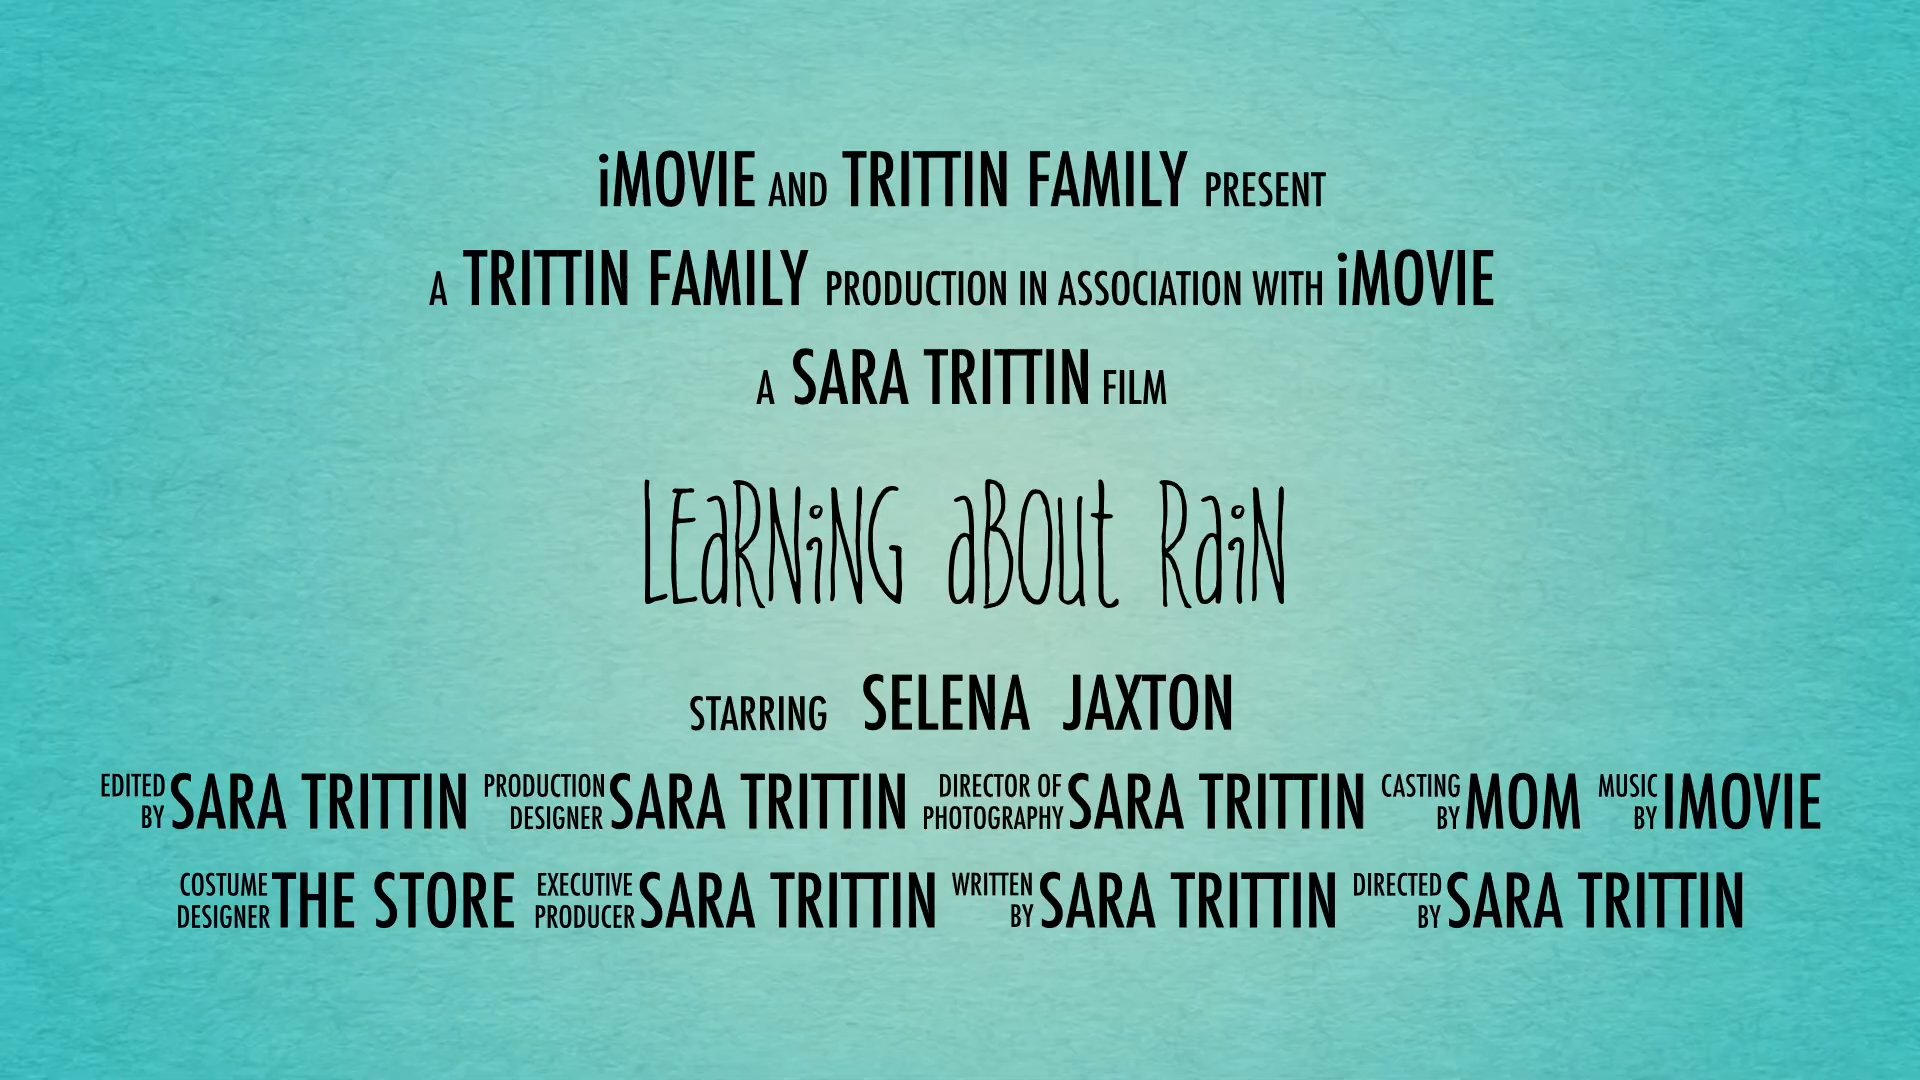 iMOVIE AND TRITTIN FAMILY PRESENT
A TRITTIN FAMILY PRODUCTION IN ASSOCIATION WITH iMOVIE
A SARA TRITTIN FILM
LEaRNiNG aBOUt RaiN
STARRING SELENA JAXTON
EDITED BY SARA TRITTIN PRODUCTION DESIGNER SARA TRITTIN DIRECTOR OF PHOTOGRAPHY SARA TRITTIN CASTING BY MOM MUSIC BY IMOVIE
COSTUME DESIGNER THE STORE EXECUTIVE PRODUCER SARA TRITTIN WRITTEN BY SARA TRITTIN DIRECTED BY SARA TRITTIN